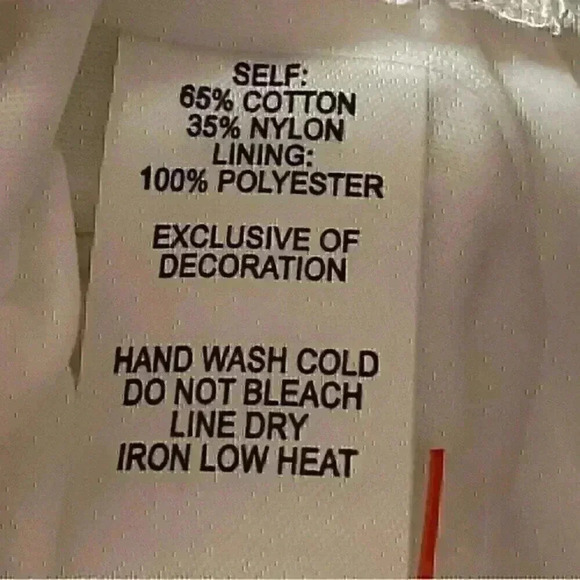 SELF:
65% COTTON
35% NYLON
LINING:
100% POLYESTER
EXCLUSIVE OF
DECORATION
HAND WASH COLD
DO NOT BLEACH
LINE DRY
IRON LOW HEAT